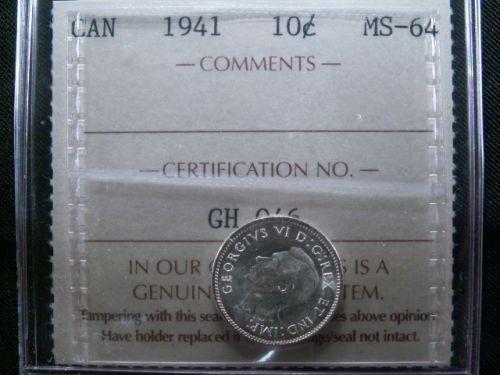 CAN 1941 10¢ MS-64
— COMMENTS —
— CERTIFICATION NO. —
GH 046
IN OUR IS A
GENUIN TEM.
Tampering with this sea es above opinion
Have holder replaced i ge/seal not intact.
GEORGIVS VI D:G:REX ET IND:IMP: